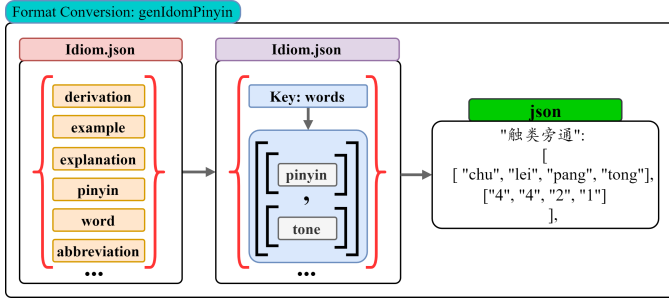 Format Conversion: genIdomPinyin
Idiom.json
derivation
example
explanation
pinyin
word
abbreviation
...
Idiom.json
Key: words
pinyin
,
tone
...
json
"触类旁通":
[
[ "chu", "lei", "pang", "tong"],
["4", "4", "2", "1"]
],